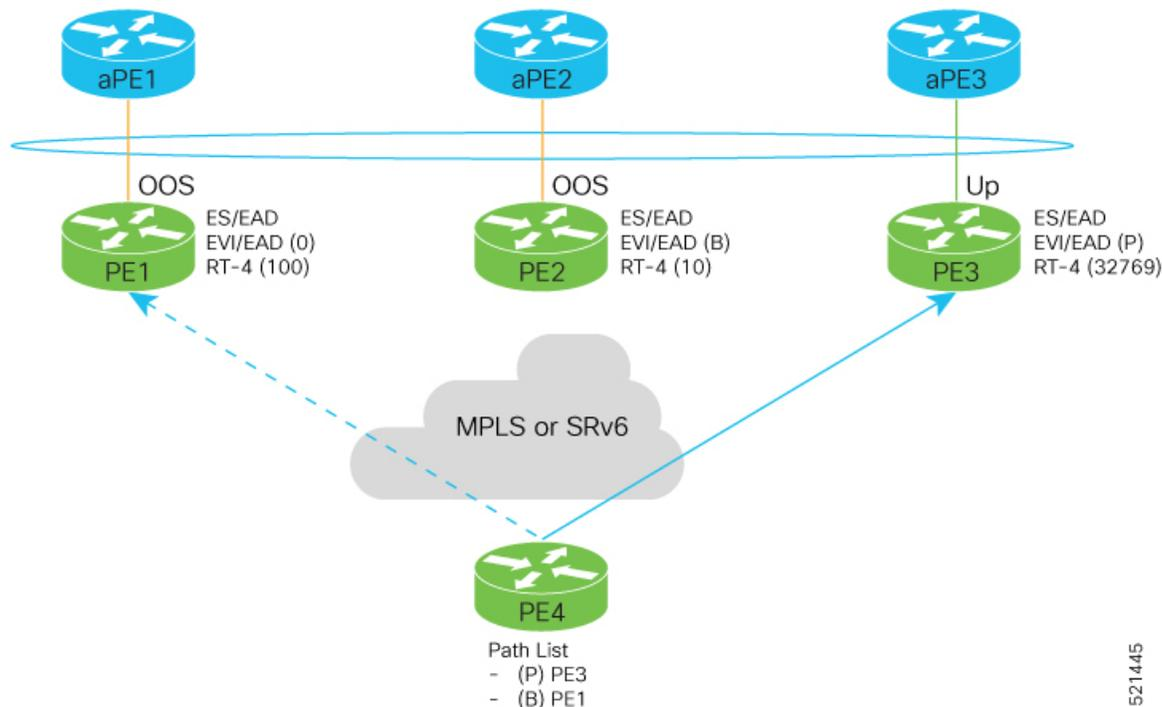 aPE1
aPE2
aPE3
OOS
OOS
Up
PE1
ES/EAD
EVI/EAD (0)
RT-4 (100)
PE2
ES/EAD
EVI/EAD (B)
RT-4 (10)
PE3
ES/EAD
EVI/EAD (P)
RT-4 (32769)
MPLS or SRv6
PE4
Path List
- (P) PE3
- (B) PE1
521445